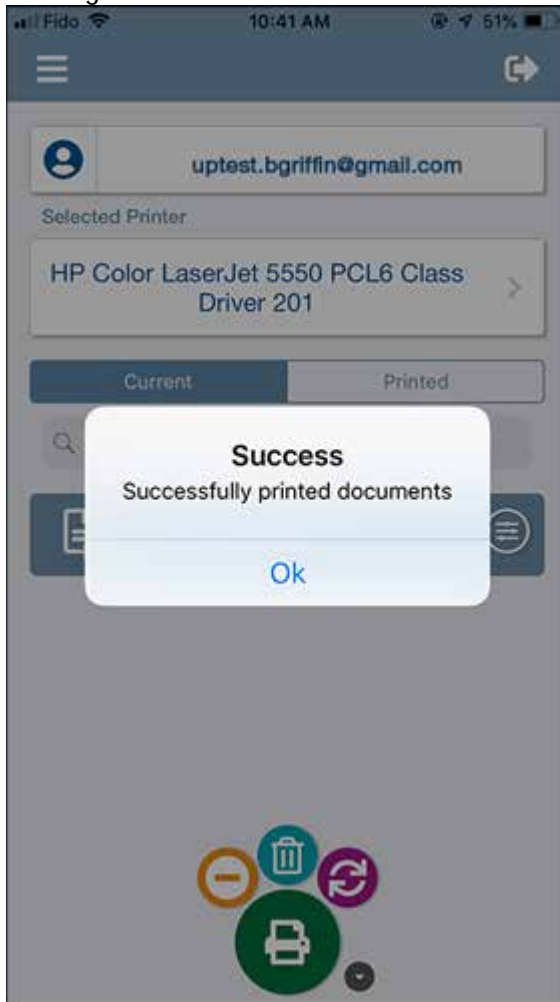 Fido 10:41 AM 51%
uptest.bgriffin@gmail.com
Selected Printer
HP Color LaserJet 5550 PCL6 Class
Driver 201
Current Printed
Success
Successfully printed documents
Ok